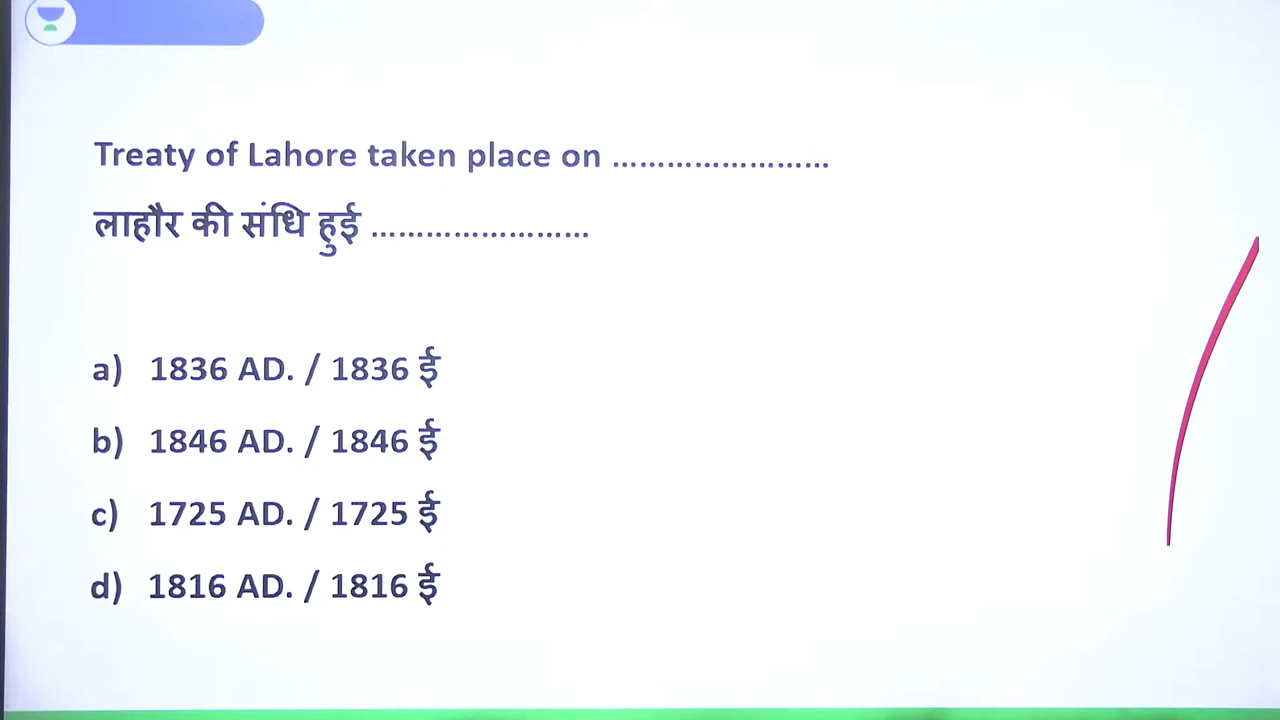 Treaty of Lahore taken place on ........................
लाहौर की संधि हुई ........................
a) 1836 AD. / 1836 ई
b) 1846 AD. / 1846 ई
c) 1725 AD. / 1725 ई
d) 1816 AD. / 1816 ई